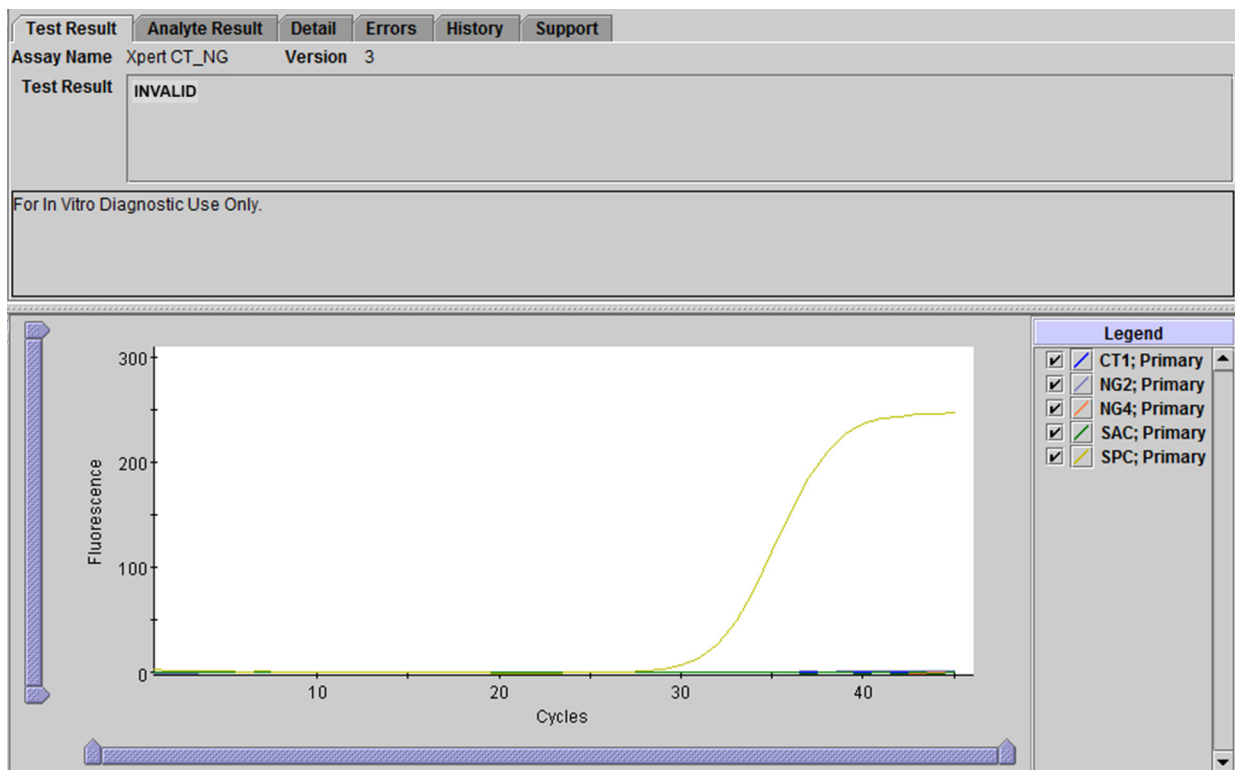 Test Result Analyte Result Detail Errors History Support
Assay Name Xpert CT_NG Version 3
Test Result INVALID
For In Vitro Diagnostic Use Only.
Legend
CT1; Primary
NG2; Primary
NG4; Primary
SAC; Primary
SPC; Primary
300
200
100
0
Fluorescence
10 20 30 40
Cycles